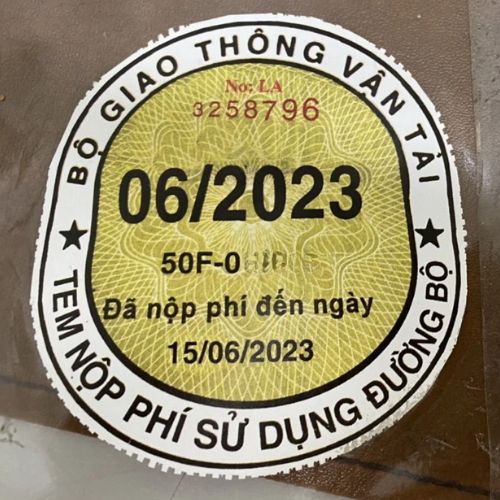 BỘ GIAO THÔNG VẬN TẢI
No: LA
3258796
06/2023
50F-0
Đã nộp phí đến ngày
15/06/2023
TEM NỘP PHÍ SỬ DỤNG ĐƯỜNG BỘ